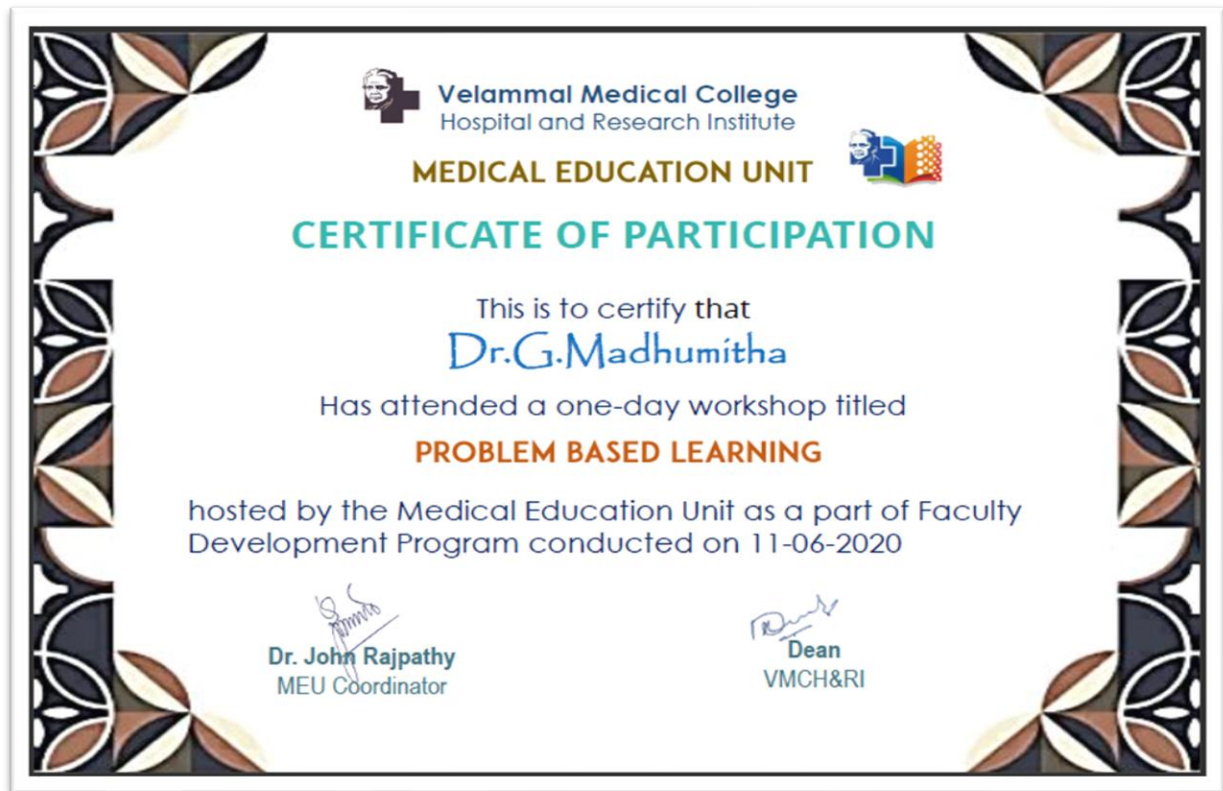 Velammal Medical College
Hospital and Research Institute
MEDICAL EDUCATION UNIT
CERTIFICATE OF PARTICIPATION
This is to certify that
Dr.G.Madhumitha
Has attended a one-day workshop titled
PROBLEM BASED LEARNING
hosted by the Medical Education Unit as a part of Faculty
Development Program conducted on 11-06-2020
Dr. John Rajpathy
MEU Coordinator
Dean
VMCH&RI